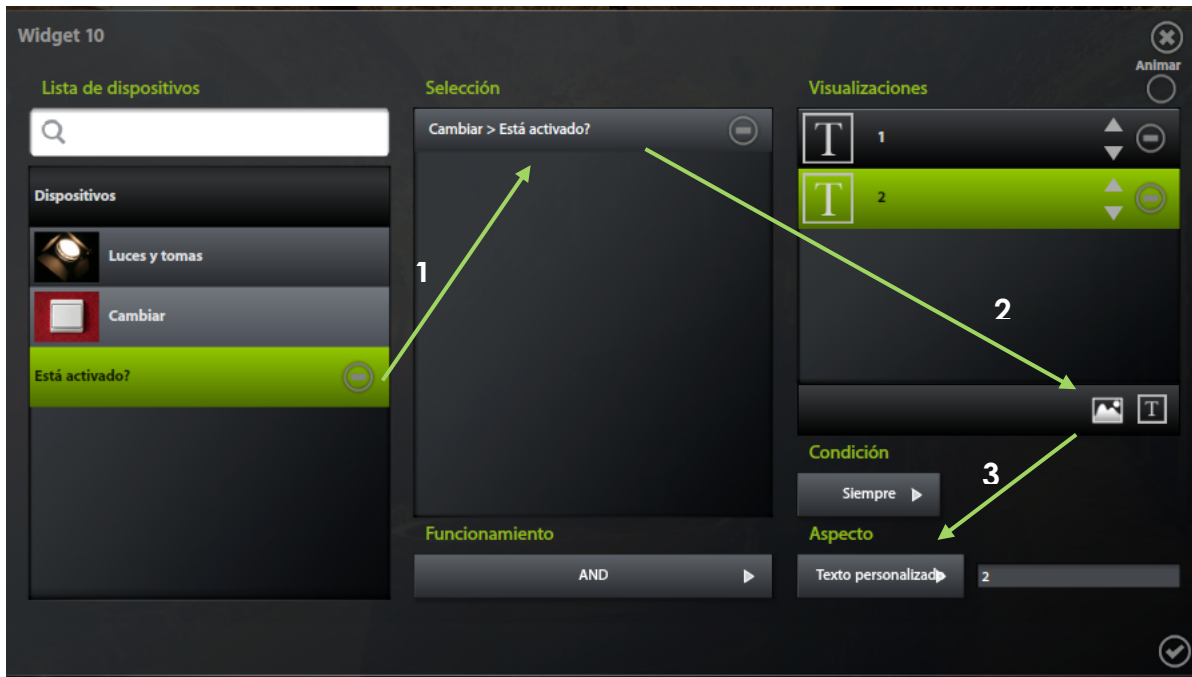 Widget 10
Animar
Lista de dispositivos
Selección
Visualizaciones
Cambiar > Está activado?
T 1
T 2
Dispositivos
Luces y tomas
Cambiar
Está activado?
1
2
3
T
Condición
Siempre
Funcionamiento
AND
Aspecto
Texto personalizado
2